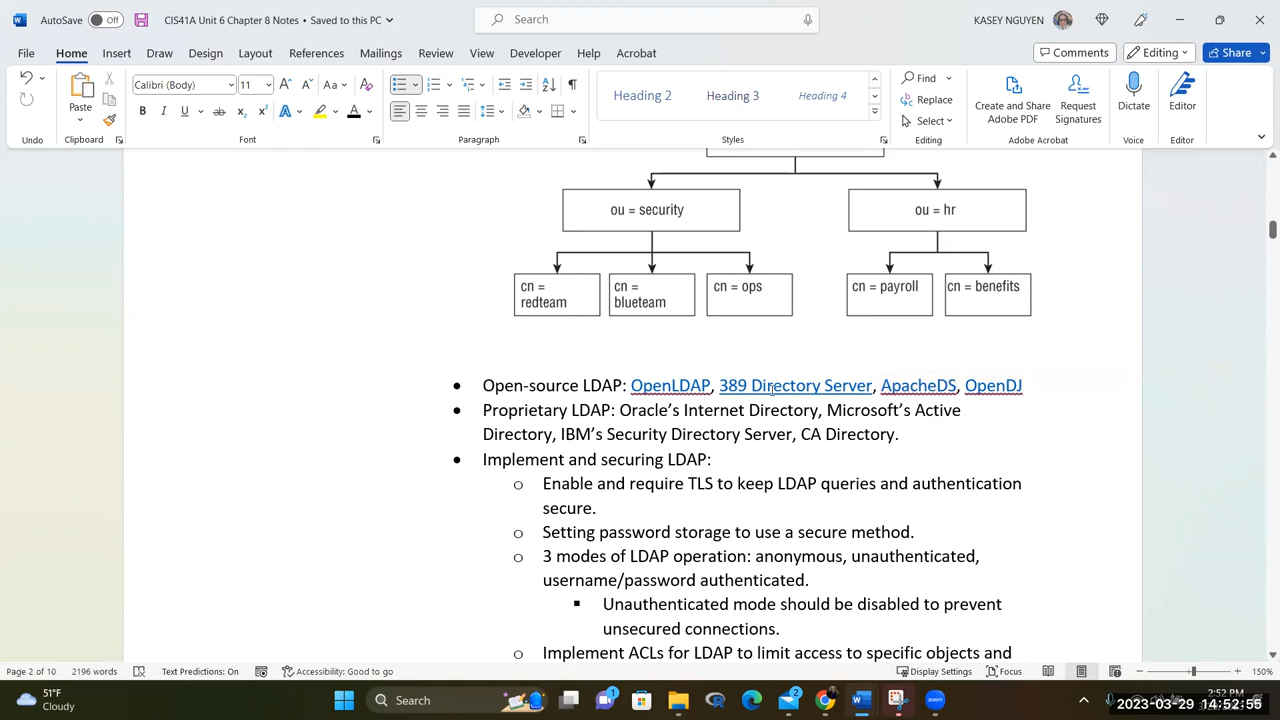 AutoSave Off CIS41A Unit 6 Chapter 8 Notes • Saved to this PC Search KASEY NGUYEN
File Home Insert Draw Design Layout References Mailings Review View Developer Help Acrobat Comments Editing Share
Calibri (Body) 11 A A Aa A Heading 2 Heading 3 Heading 4 Find Replace Select
Paste B I U ab x₂ x² A A Create and Share Adobe PDF Request Signatures Dictate Editor
Undo Clipboard Font Paragraph Styles Editing Adobe Acrobat Voice Editor
ou = security ou = hr
cn = redteam cn = blueteam cn = ops cn = payroll cn = benefits
• Open-source LDAP: OpenLDAP, 389 Directory Server, ApacheDS, OpenDJ
• Proprietary LDAP: Oracle’s Internet Directory, Microsoft’s Active
Directory, IBM’s Security Directory Server, CA Directory.
• Implement and securing LDAP:
o Enable and require TLS to keep LDAP queries and authentication
secure.
o Setting password storage to use a secure method.
o 3 modes of LDAP operation: anonymous, unauthenticated,
username/password authenticated.
▪ Unauthenticated mode should be disabled to prevent
unsecured connections.
o Implement ACLs for LDAP to limit access to specific objects and
Page 2 of 10 2196 words Text Predictions: On Accessibility: Good to go Display Settings Focus 150%
51°F
Cloudy
Search
2:52 PM
2023-03-29 14:52:55